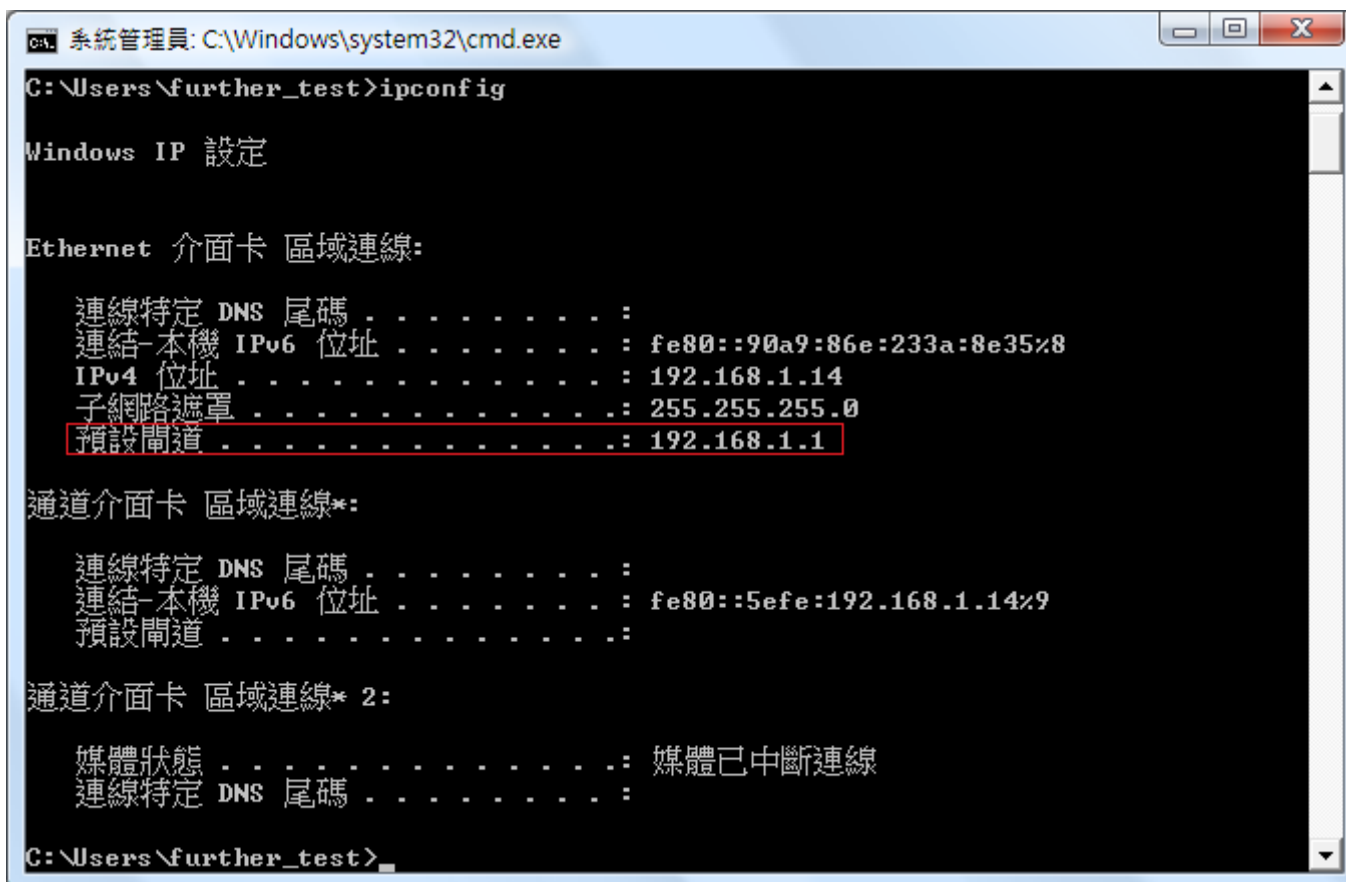 系統管理員: C:\Windows\system32\cmd.exe
C:\Users\further_test>ipconfig
Windows IP 設定
Ethernet 介面卡 區域連線:
連線特定 DNS 尾碼 . . . . . . . . :
連結-本機 IPv6 位址 . . . . . . . : fe80::90a9:86e:233a:8e35%8
IPv4 位址 . . . . . . . . . . . . : 192.168.1.14
子網路遮罩 . . . . . . . . . . . .: 255.255.255.0
預設閘道 . . . . . . . . . . . . .: 192.168.1.1
通道介面卡 區域連線*:
連線特定 DNS 尾碼 . . . . . . . . :
連結-本機 IPv6 位址 . . . . . . . : fe80::5efe:192.168.1.14%9
預設閘道 . . . . . . . . . . . . .:
通道介面卡 區域連線* 2:
媒體狀態 . . . . . . . . . . . . .: 媒體已中斷連線
連線特定 DNS 尾碼 . . . . . . . . :
C:\Users\further_test>_